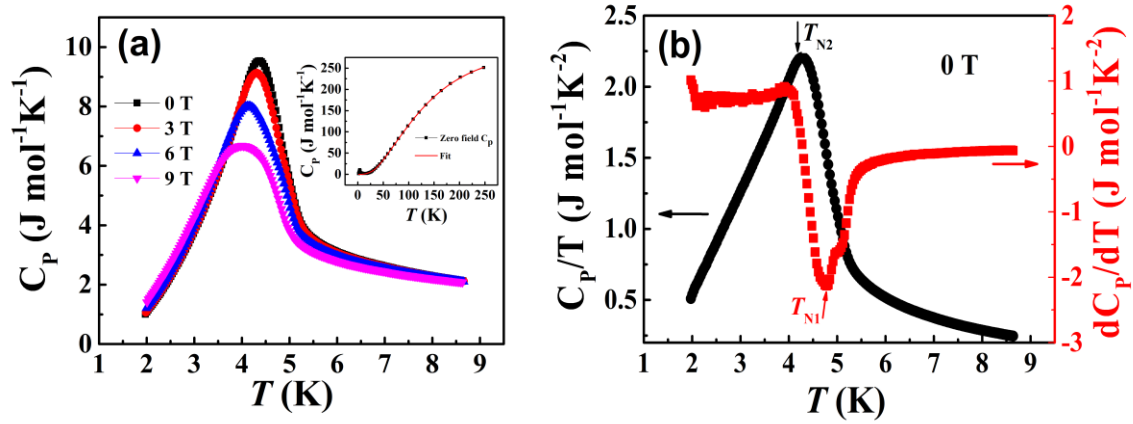 (a)
C_P (J mol⁻¹K⁻¹)
10
8
6
4
2
0
0 T
3 T
6 T
9 T
1 2 3 4 5 6 7 8 9
T (K)
C_P (J mol⁻¹K⁻¹)
250
200
150
100
50
0
Zero field C_p
Fit
0 50 100 150 200 250
T (K)
(b)
T_N2
0 T
C_P/T (J mol⁻¹K⁻²)
2.5
2.0
1.5
1.0
0.5
T_N1
1 2 3 4 5 6 7 8 9
T (K)
2
1
0
-1
-2
-3
dC_P/dT (J mol⁻¹K⁻²)